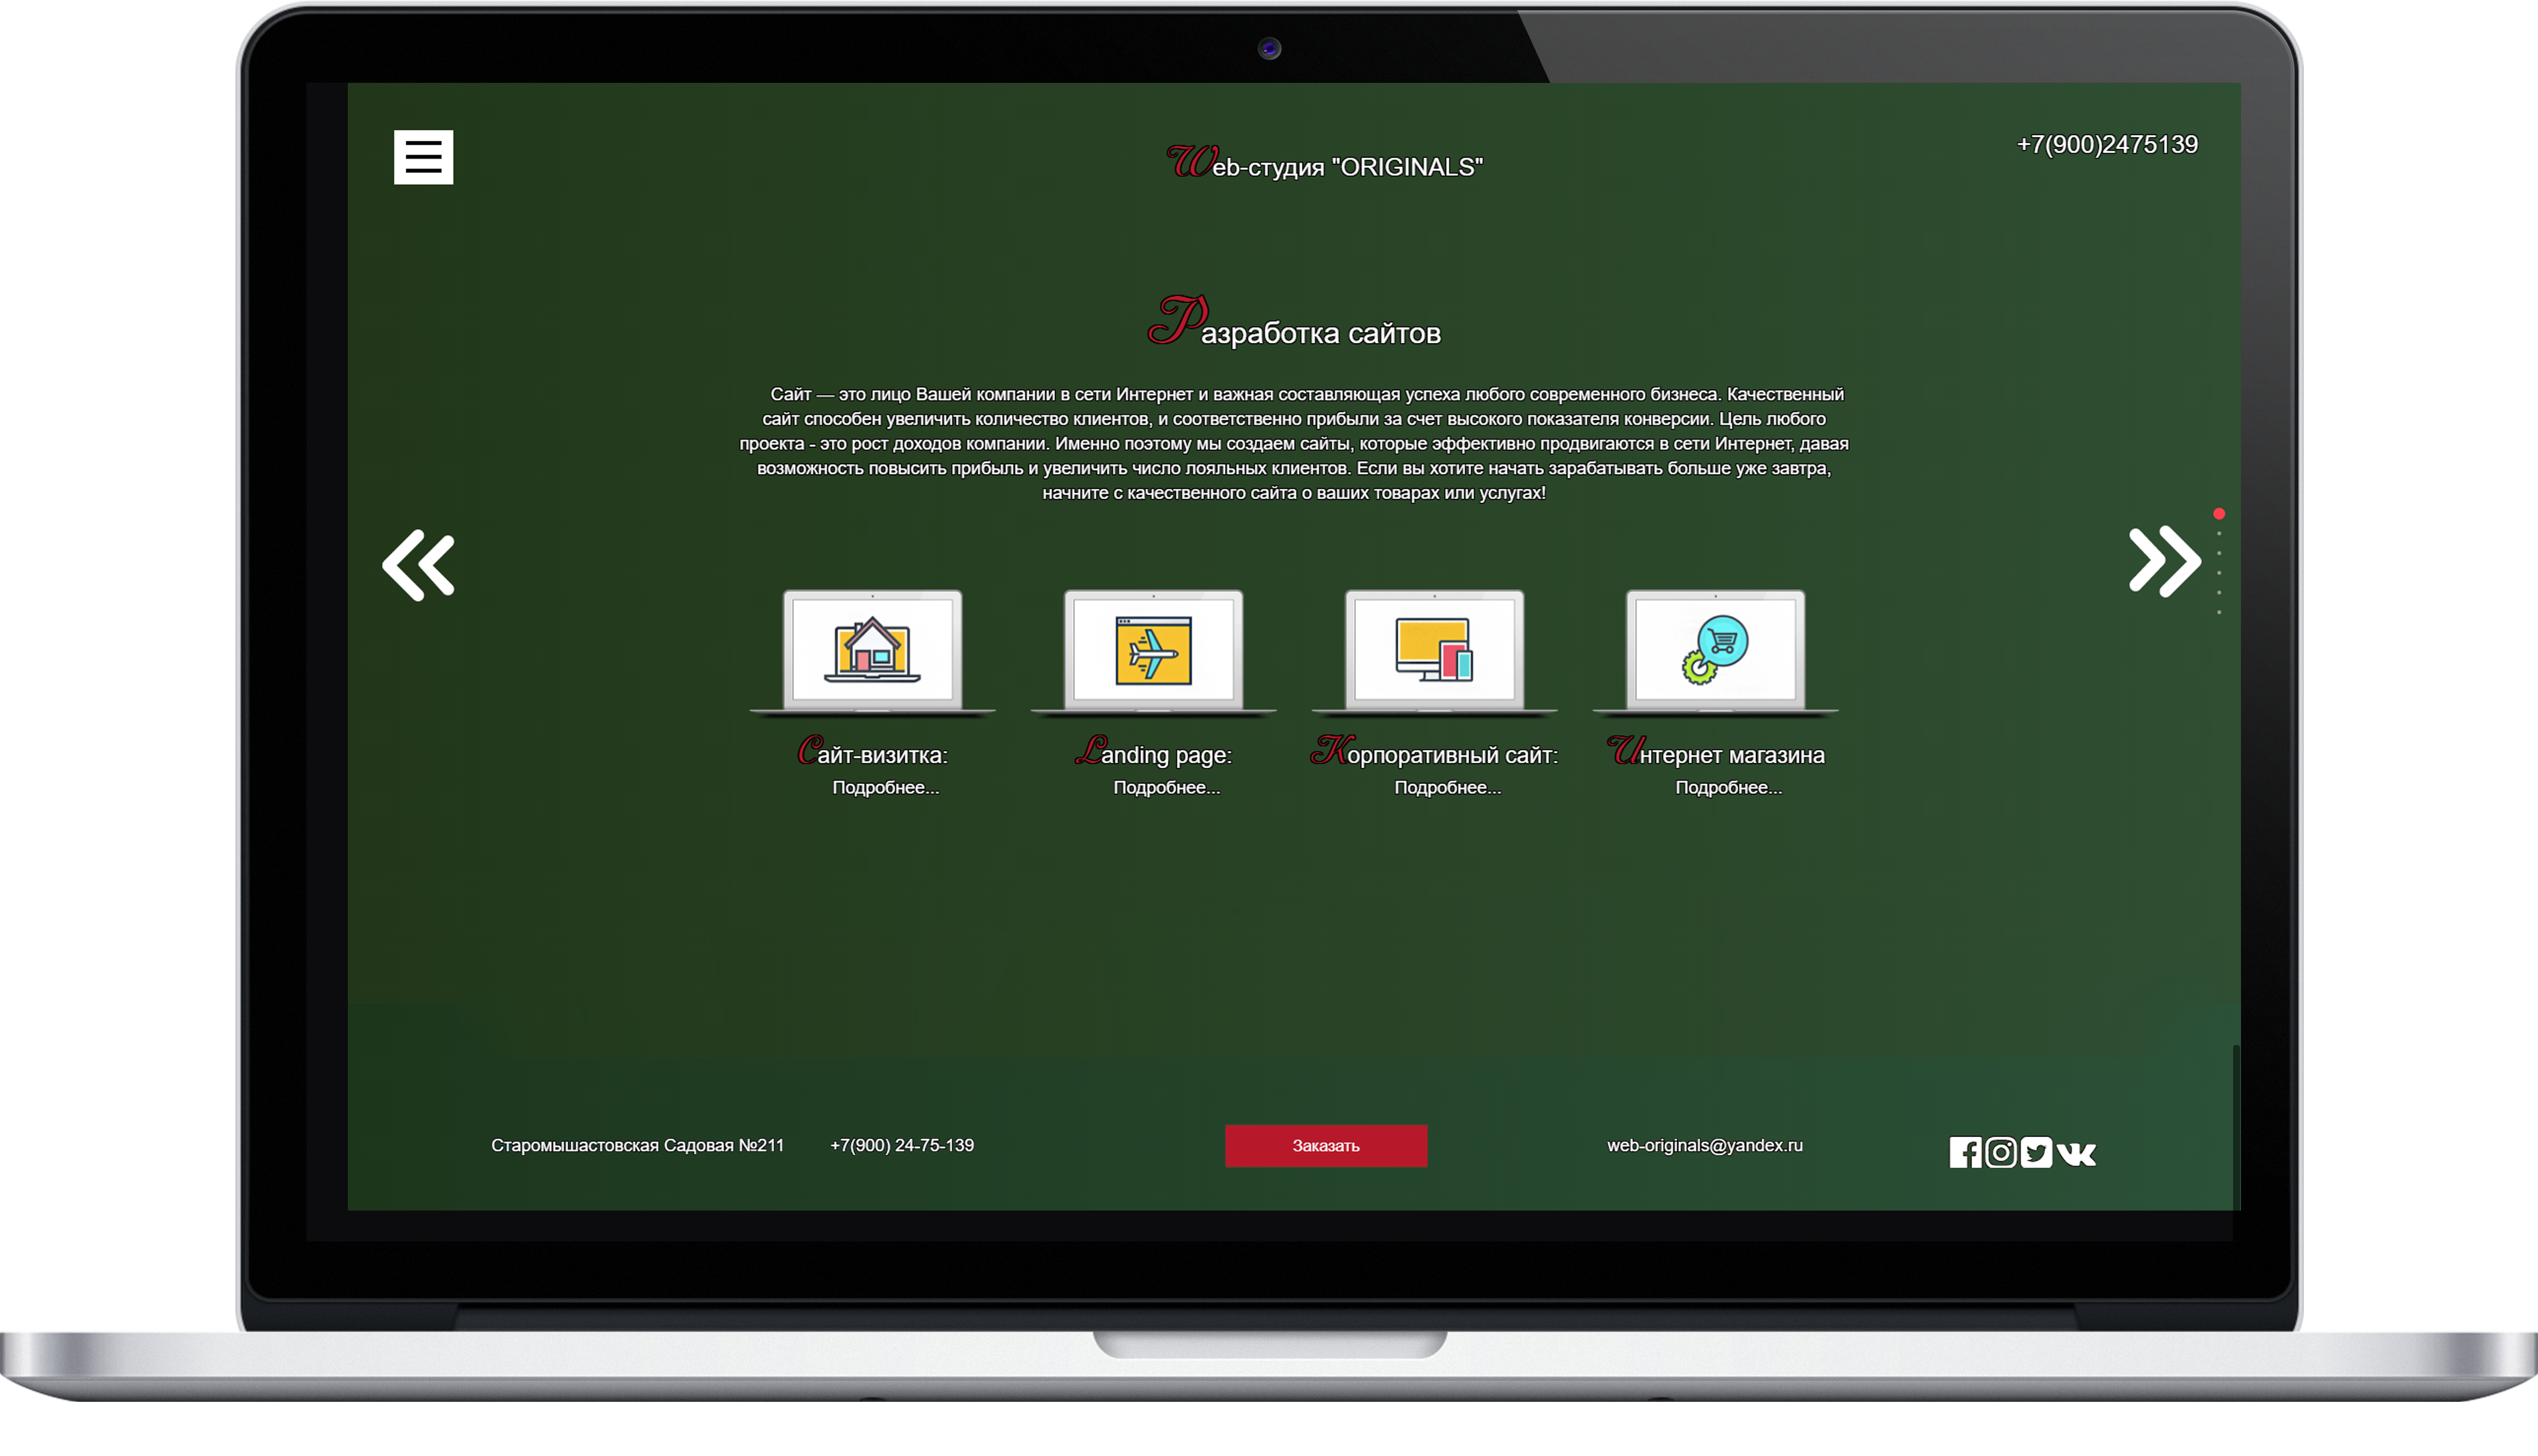 Web-студия "ORIGINALS"
+7(900)2475139
Разработка сайтов
Сайт — это лицо Вашей компании в сети Интернет и важная составляющая успеха любого современного бизнеса. Качественный
сайт способен увеличить количество клиентов, и соответственно прибыли за счет высокого показателя конверсии. Цель любого
проекта - это рост доходов компании. Именно поэтому мы создаем сайты, которые эффективно продвигаются в сети Интернет, давая
возможность повысить прибыль и увеличить число лояльных клиентов. Если вы хотите начать зарабатывать больше уже завтра,
начните с качественного сайта о ваших товарах или услугах!
Сайт-визитка:
Подробнее...
Landing page:
Подробнее...
Корпоративный сайт:
Подробнее...
Интернет магазина
Подробнее...
Старомышастовская Садовая №211
+7(900) 24-75-139
Заказать
web-originals@yandex.ru